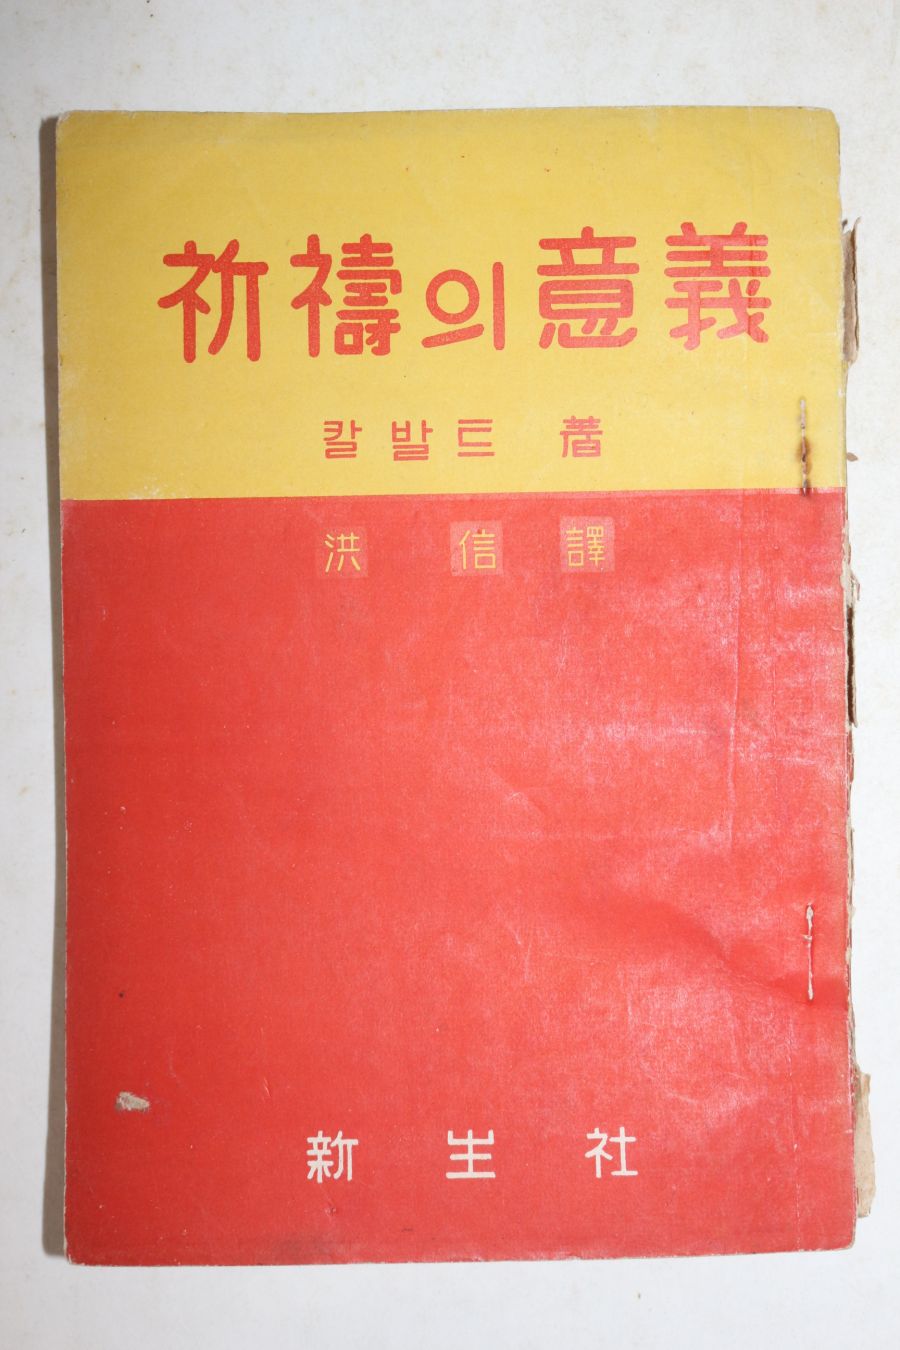 祈禱의意義
칼발트 著
洪信譯
新生社